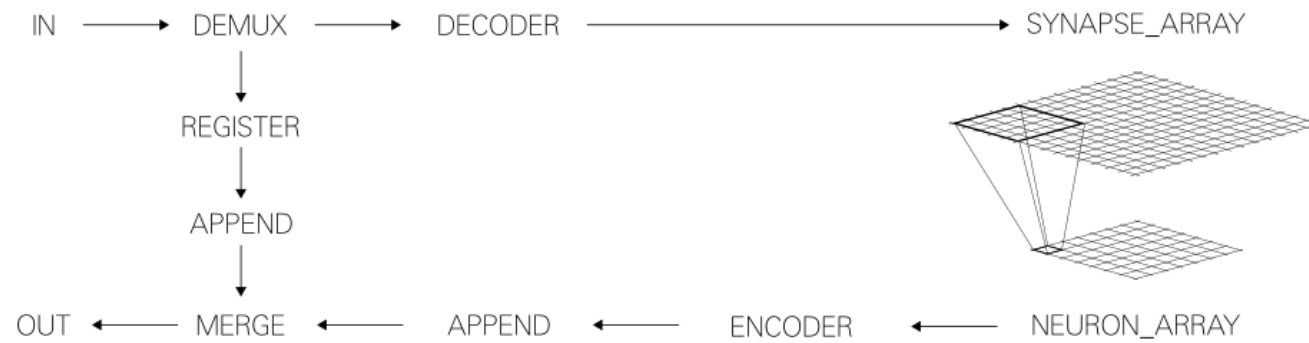 IN DEMUX DECODER SYNAPSE_ARRAY
REGISTER
APPEND
OUT MERGE APPEND ENCODER NEURON_ARRAY